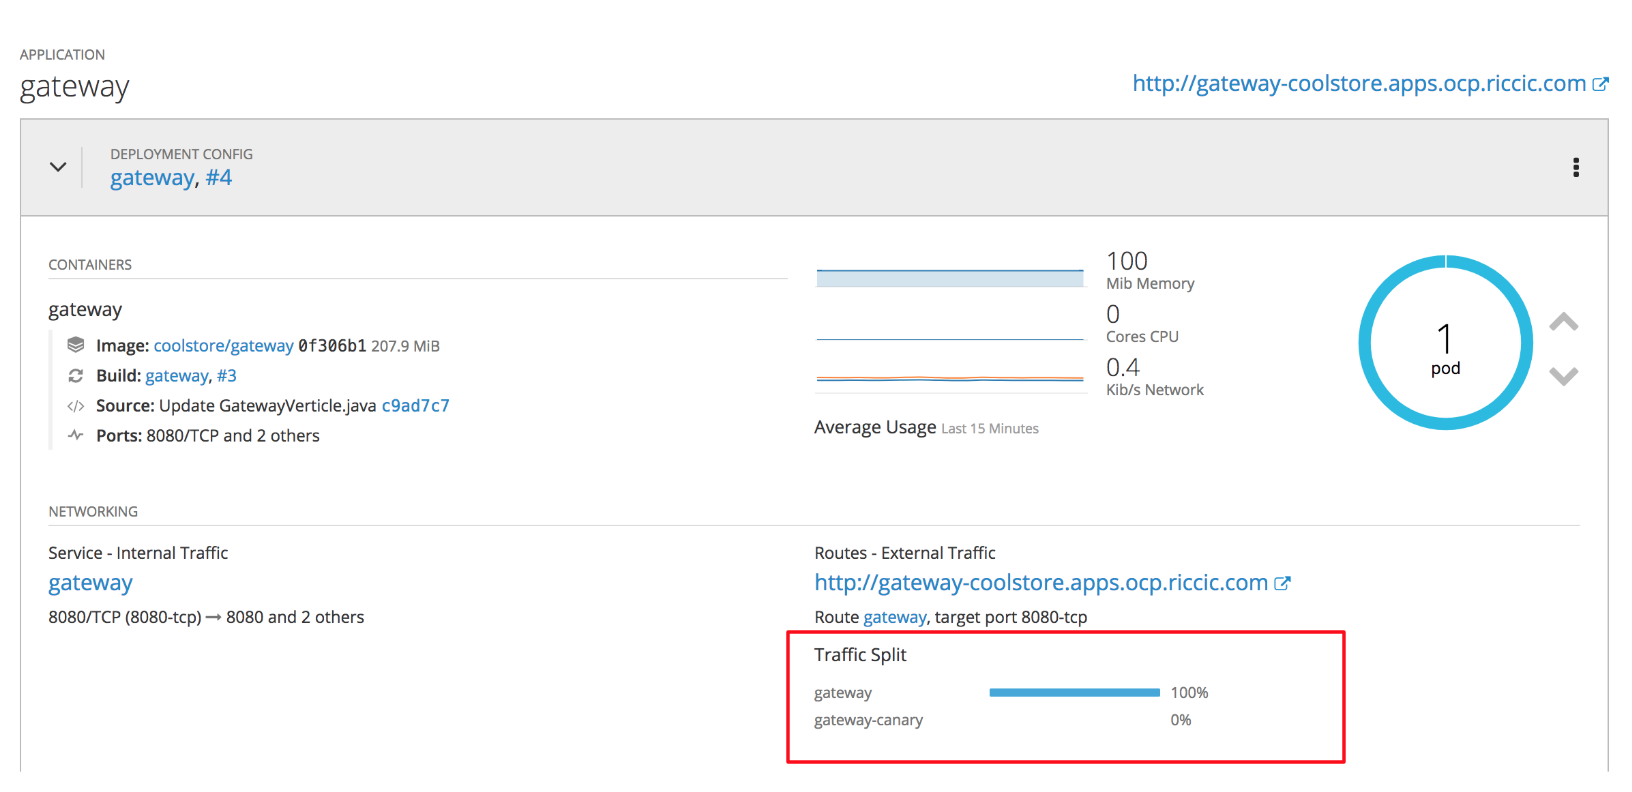 APPLICATION
gateway
http://gateway-coolstore.apps.ocp.riccic.com
DEPLOYMENT CONFIG
gateway, #4
CONTAINERS
gateway
Image: coolstore/gateway 0f306b1 207.9 MiB
Build: gateway, #3
Source: Update GatewayVerticle.java c9ad7c7
Ports: 8080/TCP and 2 others
100
Mib Memory
0
Cores CPU
0.4
Kib/s Network
Average Usage Last 15 Minutes
1
pod
NETWORKING
Service - Internal Traffic
gateway
8080/TCP (8080-tcp) → 8080 and 2 others
Routes - External Traffic
http://gateway-coolstore.apps.ocp.riccic.com
Route gateway, target port 8080-tcp
Traffic Split
gateway 100%
gateway-canary 0%